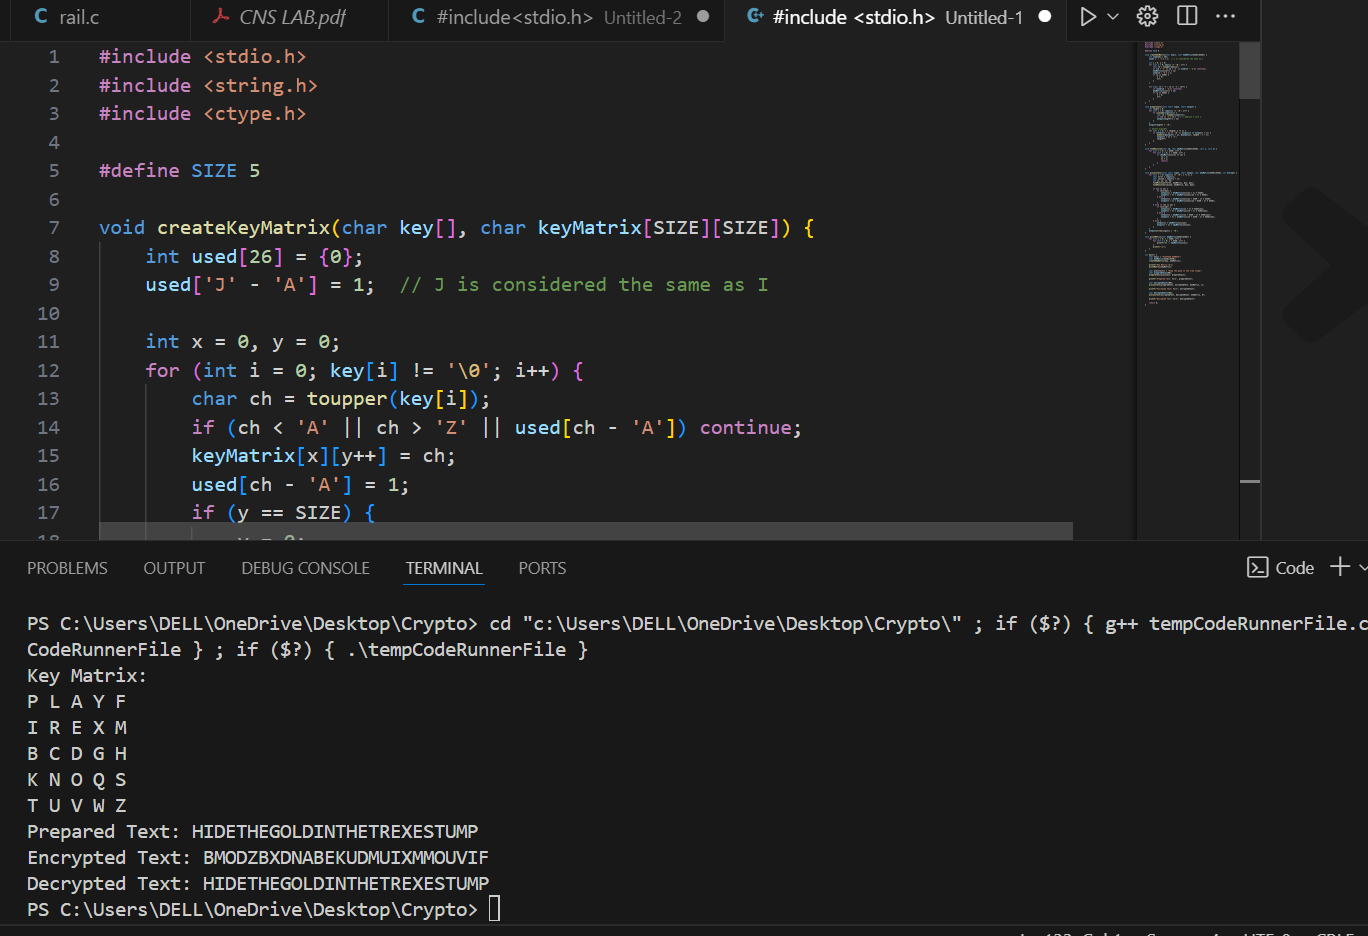 rail.c CNS LAB.pdf #include<stdio.h> Untitled-2 #include <stdio.h> Untitled-1
1 #include <stdio.h>
2 #include <string.h>
3 #include <ctype.h>
4
5 #define SIZE 5
6
7 void createKeyMatrix(char key[], char keyMatrix[SIZE][SIZE]) {
8 int used[26] = {0};
9 used['J' - 'A'] = 1;  // J is considered the same as I
10
11 int x = 0, y = 0;
12 for (int i = 0; key[i] != '\0'; i++) {
13 char ch = toupper(key[i]);
14 if (ch < 'A' || ch > 'Z' || used[ch - 'A']) continue;
15 keyMatrix[x][y++] = ch;
16 used[ch - 'A'] = 1;
17 if (y == SIZE) {
PROBLEMS OUTPUT DEBUG CONSOLE TERMINAL PORTS Code
PS C:\Users\DELL\OneDrive\Desktop\Crypto> cd "c:\Users\DELL\OneDrive\Desktop\Crypto\" ; if ($?) { g++ tempCodeRunnerFile.c
CodeRunnerFile } ; if ($?) { .\tempCodeRunnerFile }
Key Matrix:
P L A Y F
I R E X M
B C D G H
K N O Q S
T U V W Z
Prepared Text: HIDETHEGOLDINTHETREXESTUMP
Encrypted Text: BMODZBXDNABEKUDMUIXMMOUVIF
Decrypted Text: HIDETHEGOLDINTHETREXESTUMP
PS C:\Users\DELL\OneDrive\Desktop\Crypto>